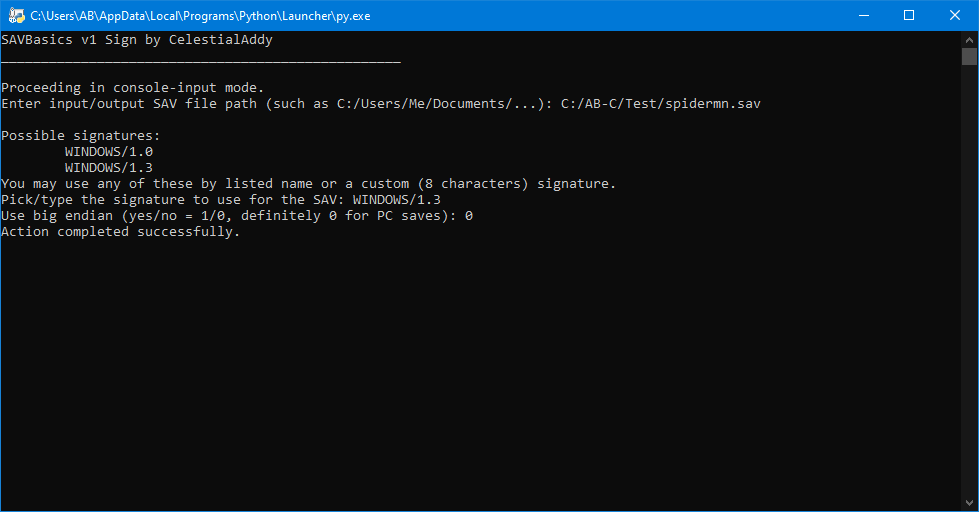 C:\Users\AB\AppData\Local\Programs\Python\Launcher\py.exe
SAVBasics v1 Sign by CelestialAddy
__________________________________________________
Proceeding in console-input mode.
Enter input/output SAV file path (such as C:/Users/Me/Documents/...): C:/AB-C/Test/spidermn.sav
Possible signatures:
WINDOWS/1.0
WINDOWS/1.3
You may use any of these by listed name or a custom (8 characters) signature.
Pick/type the signature to use for the SAV: WINDOWS/1.3
Use big endian (yes/no = 1/0, definitely 0 for PC saves): 0
Action completed successfully.